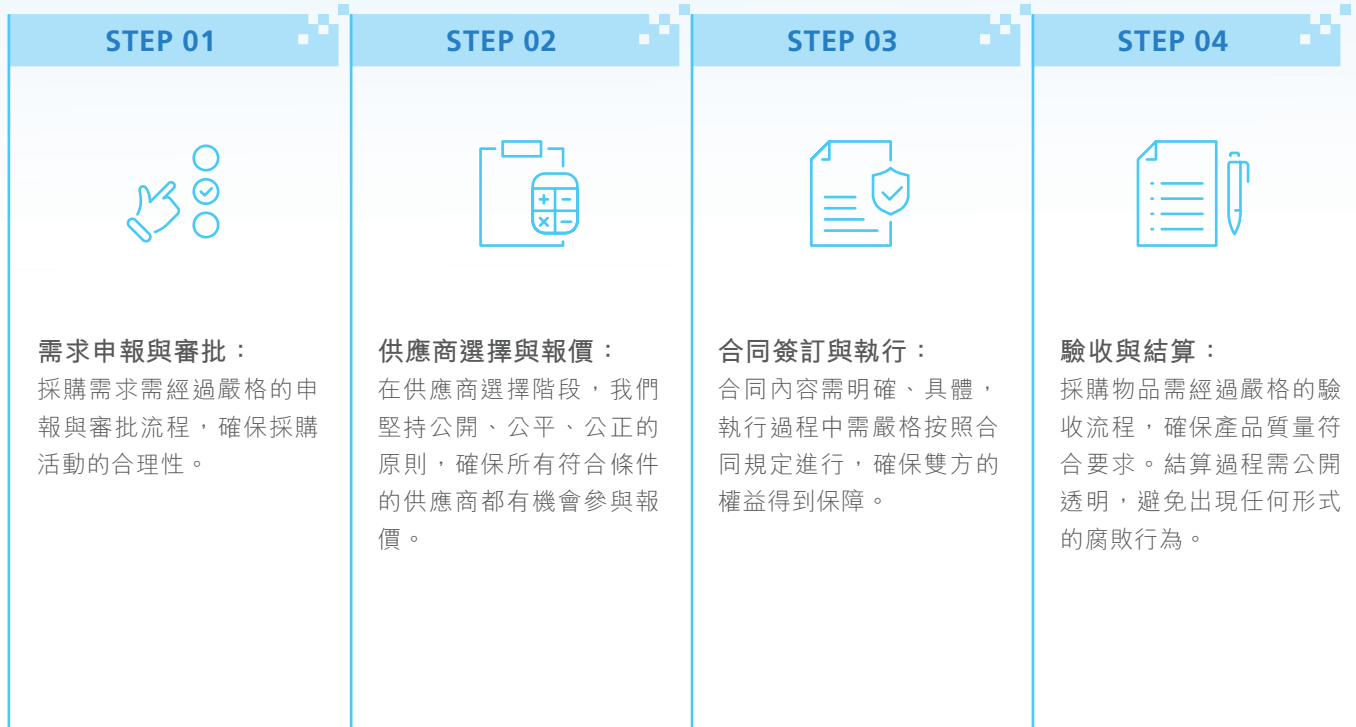 STEP 01
需求申報與審批：
採購需求需經過嚴格的申
報與審批流程，確保採購
活動的合理性。
STEP 02
供應商選擇與報價：
在供應商選擇階段，我們
堅持公開、公平、公正的
原則，確保所有符合條件
的供應商都有機會參與報
價。
STEP 03
合同簽訂與執行：
合同內容需明確、具體，
執行過程中需嚴格按照合
同規定進行，確保雙方的
權益得到保障。
STEP 04
驗收與結算：
採購物品需經過嚴格的驗
收流程，確保產品質量符
合要求。結算過程需公開
透明，避免出現任何形式
的腐敗行為。